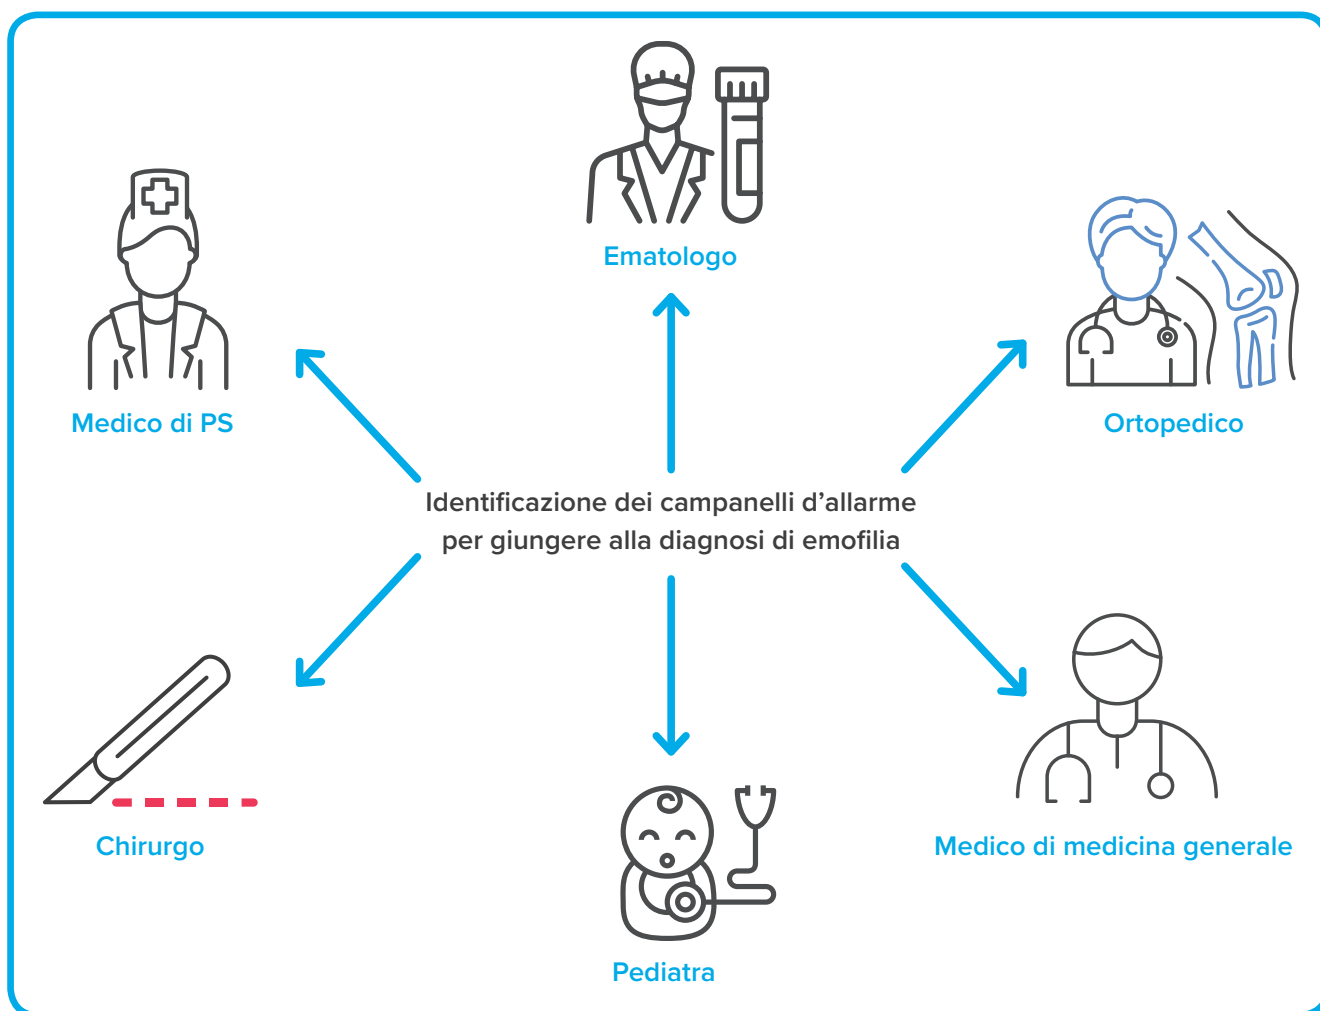 Ematologo
Medico di PS
Ortopedico
Identificazione dei campanelli d’allarme
per giungere alla diagnosi di emofilia
Chirurgo
Medico di medicina generale
Pediatra